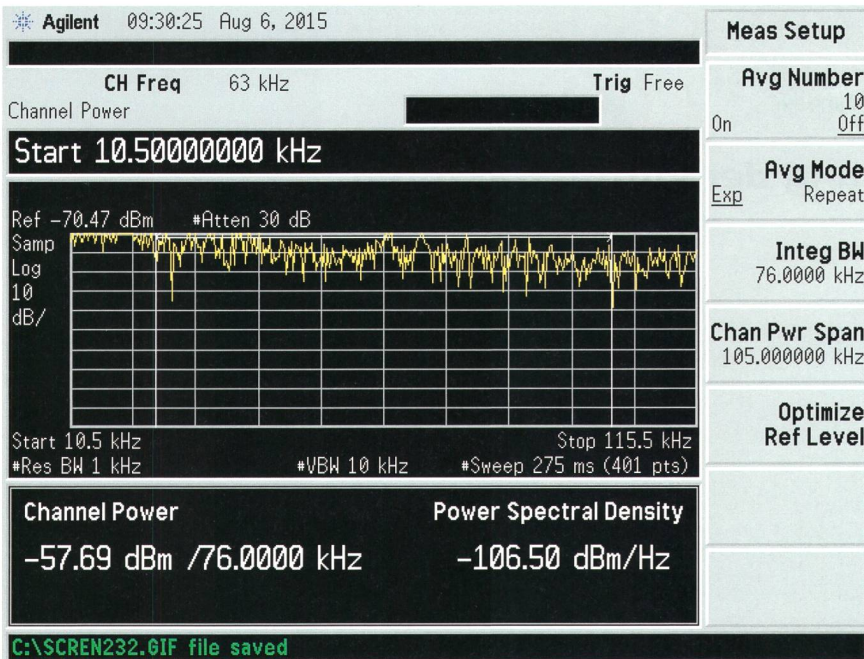 Agilent 09:30:25 Aug 6, 2015
CH Freq 63 kHz Trig Free
Channel Power
Start 10.50000000 kHz
Ref -70.47 dBm #Atten 30 dB
Samp
Log
10
dB/
Start 10.5 kHz Stop 115.5 kHz
#Res BW 1 kHz #VBW 10 kHz #Sweep 275 ms (401 pts)
Channel Power Power Spectral Density
-57.69 dBm /76.0000 kHz -106.50 dBm/Hz
C:\SCREN232.GIF file saved
Meas Setup
Avg Number
10
On Off
Avg Mode
Exp Repeat
Integ BW
76.0000 kHz
Chan Pwr Span
105.000000 kHz
Optimize
Ref Level